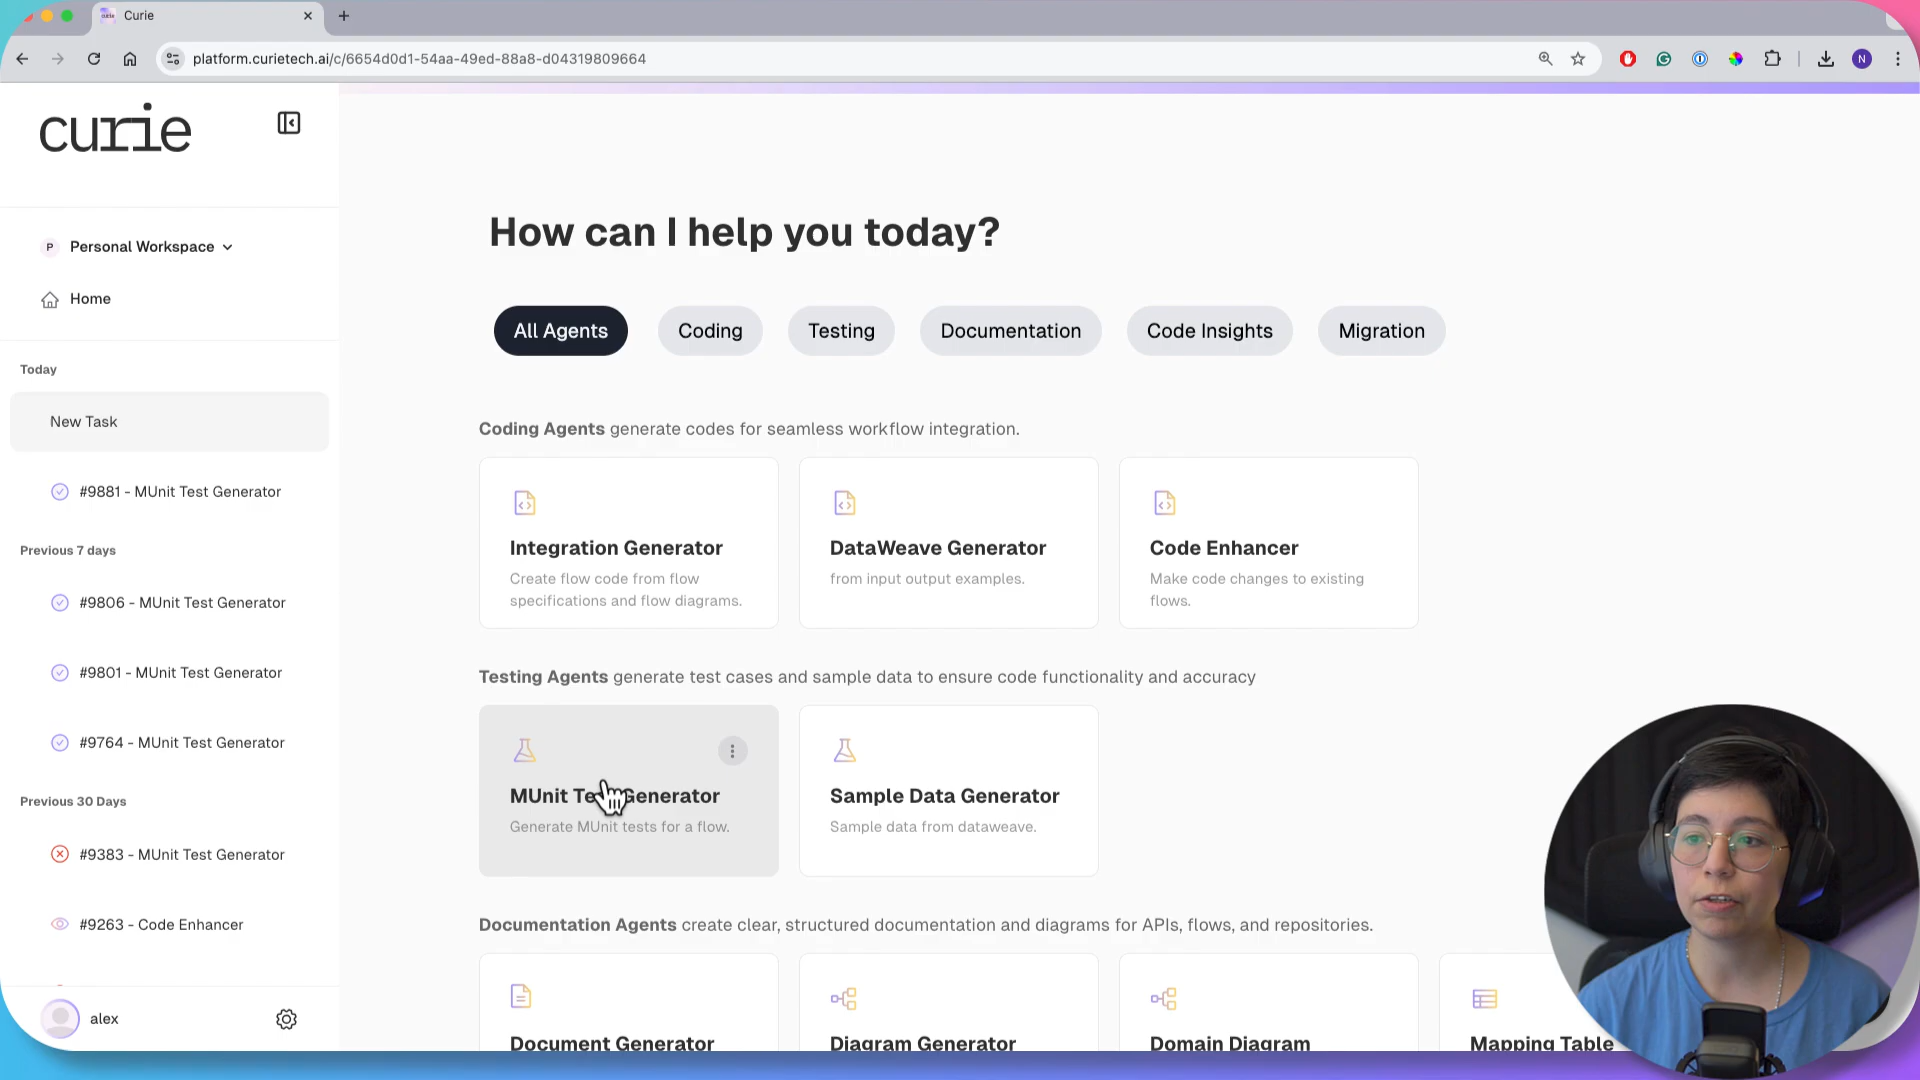 Curie
platform.curietech.ai/c/6654d0d1-54aa-49ed-88a8-d04319809664
N
curie
P Personal Workspace
Home
Today
New Task
#9881 - MUnit Test Generator
Previous 7 days
#9806 - MUnit Test Generator
#9801 - MUnit Test Generator
#9764 - MUnit Test Generator
Previous 30 Days
#9383 - MUnit Test Generator
#9263 - Code Enhancer
alex
How can I help you today?
All Agents Coding Testing Documentation Code Insights Migration
Coding Agents generate codes for seamless workflow integration.
Integration Generator
Create flow code from flow
specifications and flow diagrams.
DataWeave Generator
from input output examples.
Code Enhancer
Make code changes to existing
flows.
Testing Agents generate test cases and sample data to ensure code functionality and accuracy
MUnit Test Generator
Generate MUnit tests for a flow.
Sample Data Generator
Sample data from dataweave.
Documentation Agents create clear, structured documentation and diagrams for APIs, flows, and repositories.
Document Generator
Diagram Generator
Domain Diagram
Mapping Table